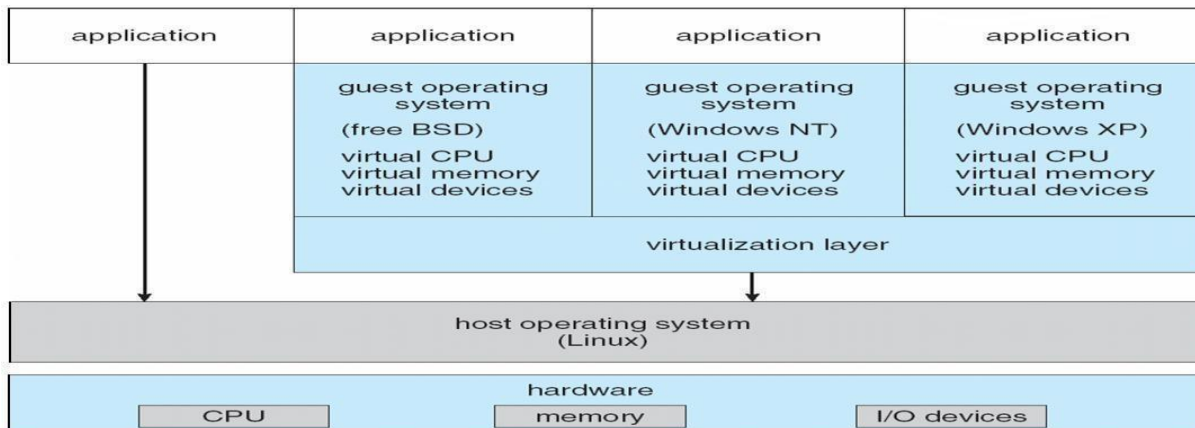 application
application
application
application
guest operating
system
(free BSD)
virtual CPU
virtual memory
virtual devices
guest operating
system
(Windows NT)
virtual CPU
virtual memory
virtual devices
guest operating
system
(Windows XP)
virtual CPU
virtual memory
virtual devices
virtualization layer
host operating system
(Linux)
hardware
CPU
memory
I/O devices